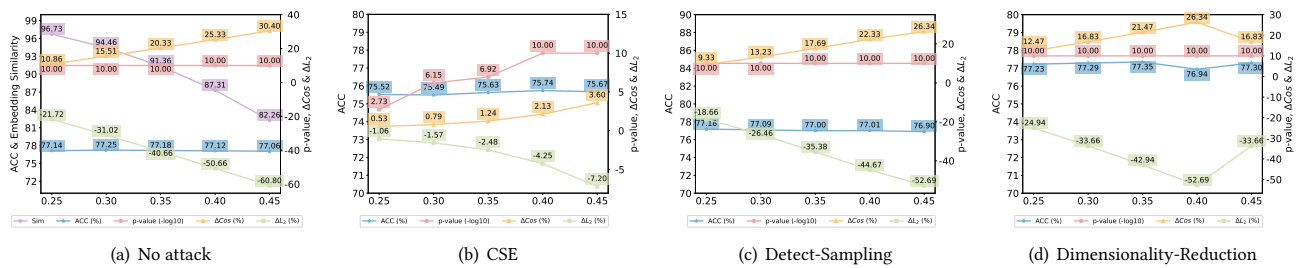 99 96 93 90 87 84 81 78 75 72
ACC & Embedding Similarity
96.73 94.46 91.36 87.31 82.26
10.86 15.51 20.33 25.33 30.40
10.00 10.00 10.00 10.00 10.00
77.14 77.25 77.18 77.12 77.06
-21.72 -31.02 -40.66 -50.66 -60.80
40 20 0 −20 −40 −60
p-value, ΔCos & ΔL2
0.25 0.30 0.35 0.40 0.45
Sim ACC (%) p-value (-log10) ΔCos (%) ΔL2 (%)
(a) No attack
80 79 78 77 76 75 74 73 72 71 70
ACC
2.73 6.15 6.92 10.00 10.00
75.52 75.49 75.63 75.74 75.67
0.53 0.79 1.24 2.13 3.60
-1.06 -1.57 -2.48 -4.25 -7.20
15 10 5 0 −5
p-value, ΔCos & ΔL2
0.25 0.30 0.35 0.40 0.45
ACC (%) p-value (-log10) ΔCos (%) ΔL2 (%)
(b) CSE
90 88 86 84 82 80 78 76 74 72 70
ACC
9.33 13.23 17.69 22.33 26.34
10.00 10.00 10.00 10.00 10.00
77.16 77.09 77.00 77.01 76.90
-18.66 -26.46 -35.38 -44.67 -52.69
20 0 −20 −40
p-value, ΔCos & ΔL2
0.25 0.30 0.35 0.40 0.45
ACC (%) p-value (-log10) ΔCos (%) ΔL2 (%)
(c) Detect-Sampling
80 79 78 77 76 75 74 73 72 71 70
ACC
12.47 16.83 21.47 26.34 16.83
10.00 10.00 10.00 10.00 10.00
77.23 77.29 77.35 76.94 77.30
-24.94 -33.66 -42.94 -52.69 -33.66
30 20 10 0 −10 −20 −30 −40 −50
p-value, ΔCos & ΔL2
0.25 0.30 0.35 0.40 0.45
ACC (%) p-value (-log10) ΔCos (%) ΔL2 (%)
(d) Dimensionality-Reduction